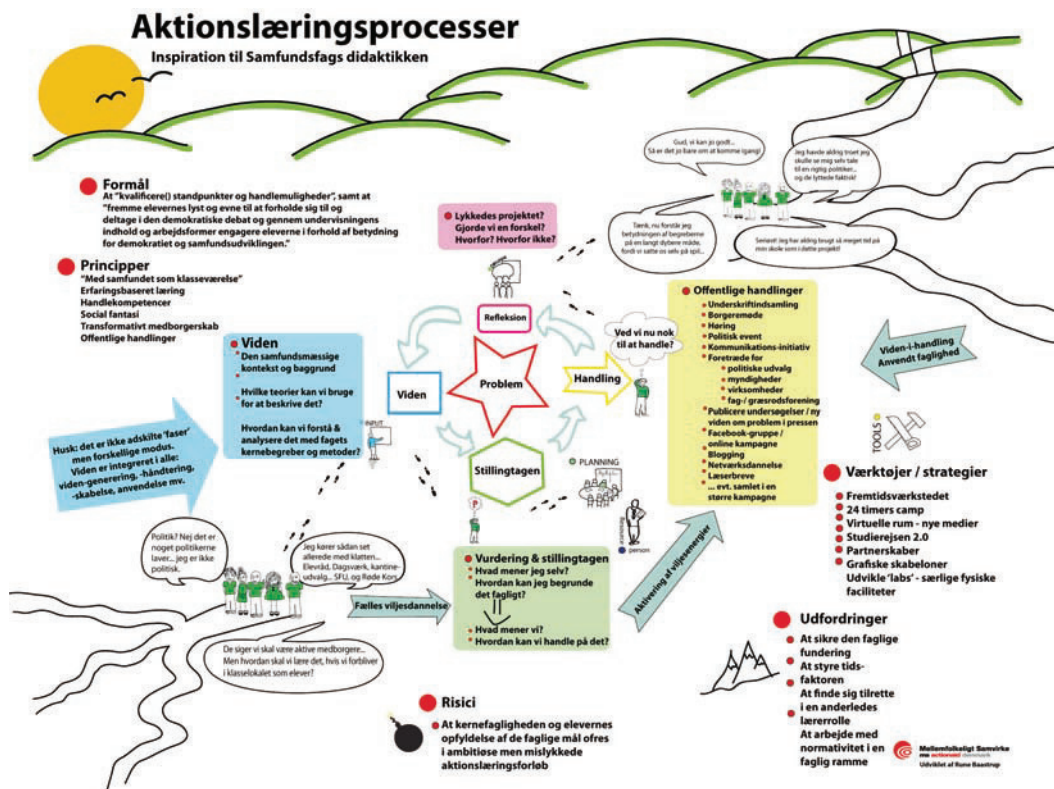 Aktionslæringsprocesser
Inspiration til Samfundsfags didaktikken
Formål
At "kvalificere() standpunkter og handlemuligheder", samt at
"fremme elevernes lyst og evne til at forholde sig til og
deltage i den demokratiske debat og gennem undervisningens
indhold og arbejdsformer engagere eleverne i forhold af betydning
for demokratiet og samfundsudviklingen."
Principper
"Med samfundet som klasseværelse"
Erfaringsbaseret læring
Handlekompetencer
Social fantasi
Transformativt medborgerskab
Offentlige handlinger
Lykkedes projektet?
Gjorde vi en forskel?
Hvorfor? Hvorfor ikke?
Gud, vi kan jo godt...
Så er det jo bare om at komme igang!
Jeg havde aldrig troet jeg
skulle se mig selv tale
til en rigtig politiker...
og de lyttede faktisk!
Tænk, nu forstår jeg
betydningen af begreberne
på en langt dybere måde,
fordi vi satte os selv på spil...
Seriøst! Jeg har aldrig brugt så meget tid på
min skole som i dette projekt!
Refleksion
Viden
Problem
Handling
Stillingtagen
Ved vi nu nok
til at handle?
Viden
Den samfundsmæssige
kontekst og baggrund
Hvilke teorier kan vi bruge
for at beskrive det?
Hvordan kan vi forstå &
analysere det med fagets
kernebegreber og metoder?
INPUT
Husk: det er ikke adskilte 'faser'
men forskellige modus.
Viden er integreret i alle:
viden-generering, -håndtering,
-skabelse, anvendelse mv.
Offentlige handlinger
Underskriftindsamling
Borgeremøde
Høring
Politisk event
Kommunikations-initiativ
Foretræde for
politiske udvalg
myndigheder
virksomheder
fag-/ græsrodsforening
Publicere undersøgelser / ny
viden om problem i pressen
Facebook-gruppe /
online kampagne
Blogging
Netværksdannelse
Læserbreve
... evt. samlet i en
større kampagne
Viden-i-handling
Anvendt faglighed
TOOLS
Værktøjer / strategier
Fremtidsværkstedet
24 timers camp
Virtuelle rum - nye medier
Studierejsen 2.0
Partnerskaber
Grafiske skabeloner
Udvikle 'labs' - særlige fysiske
faciliteter
PLANNING
person
Vurdering & stillingtagen
Hvad mener jeg selv?
Hvordan kan jeg begrunde
det fagligt?
Hvad mener vi?
Hvordan kan vi handle på det?
Fælles viljesdannelse
Aktivering af viljesenergier
Politik? Nej det er
noget politikerne
laver... jeg er ikke
politisk.
Jeg kører sådan set
allerede med klatten...
Elevråd, Dagsværk, kantine-
udvalg... SFU, og Røde Kors
De siger vi skal være aktive medborgere...
Men hvordan skal vi lære det, hvis vi forbliver
i klasselokalet som elever?
Risici
At kernefagligheden og elevernes
opfyldelse af de faglige mål ofres
i ambitiøse men mislykkede
aktionslæringsforløb
Udfordringer
At sikre den faglige
fundering
At styre tids-
faktoren
At finde sig tilrette
i en anderledes
lærerrolle
At arbejde med
normativitet i en
faglig ramme
Mellemfolkeligt Samvirke
ms actionaid denmark
Udviklet af Rune Baastrup